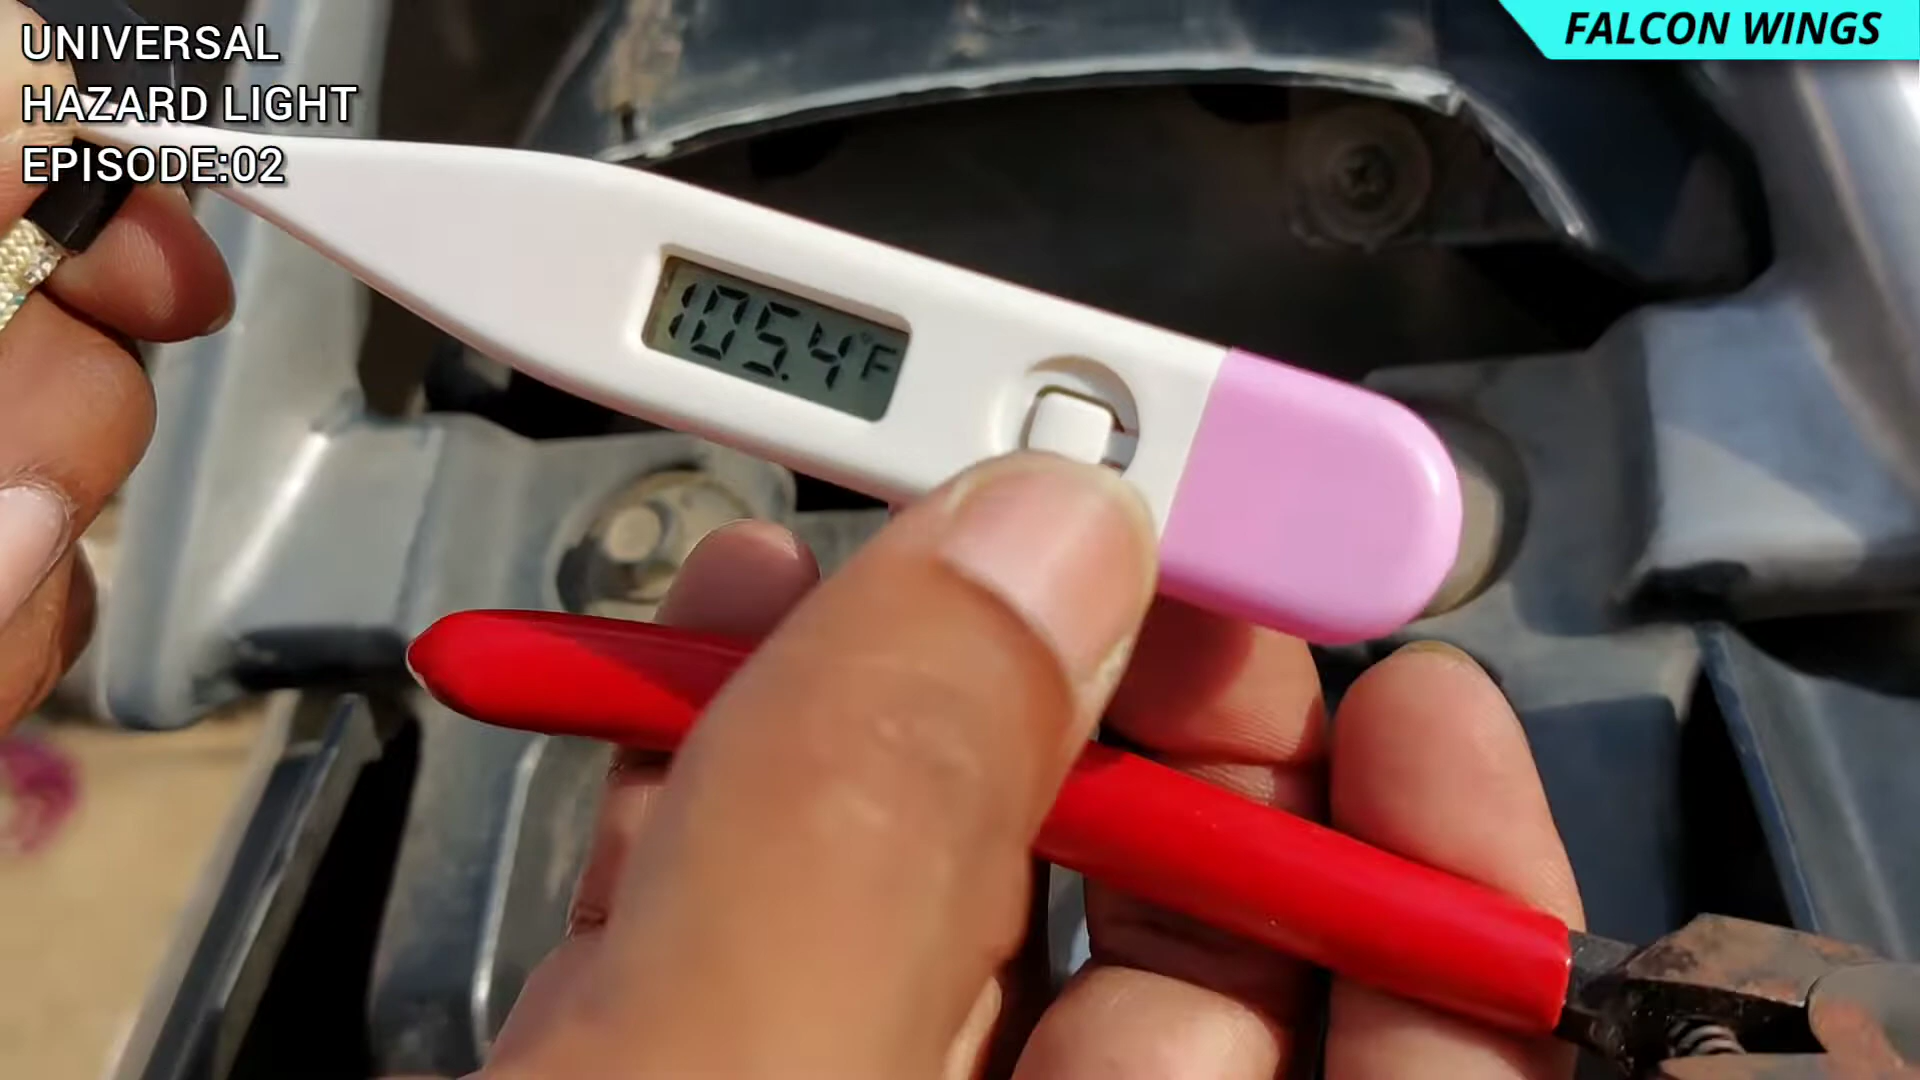 UNIVERSAL
HAZARD LIGHT
EPISODE:02
FALCON WINGS
105.4°F